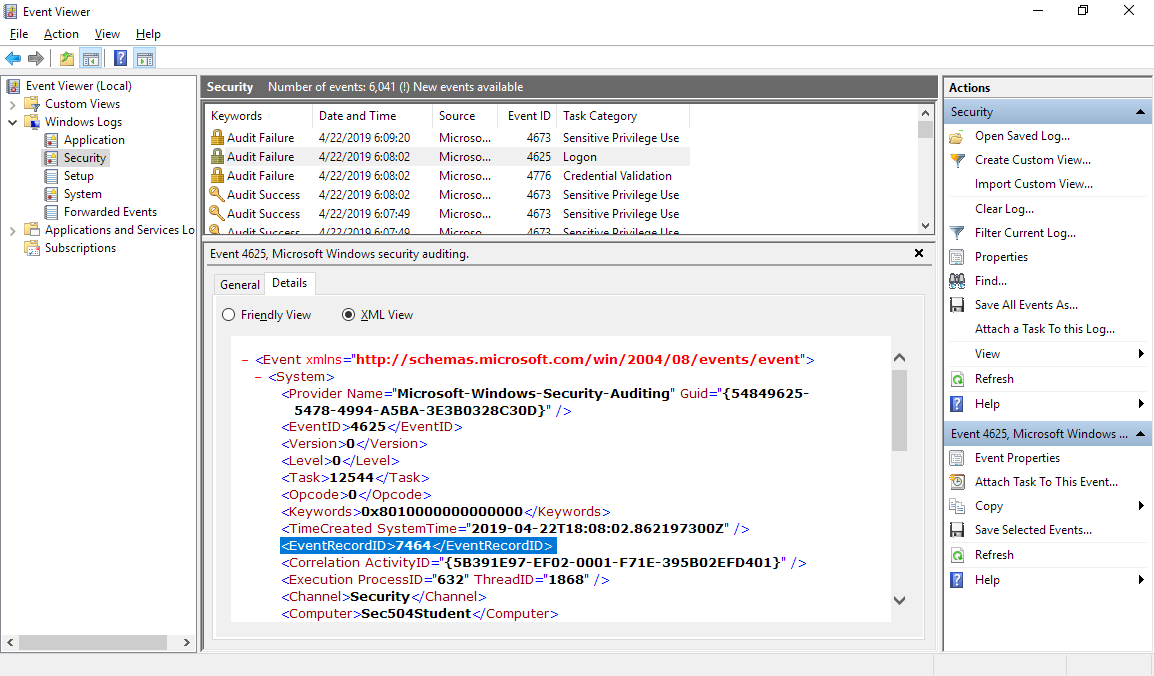 Event Viewer
File Action View Help
Event Viewer (Local)
Custom Views
Windows Logs
Application
Security
Setup
System
Forwarded Events
Applications and Services Lo
Subscriptions
Security Number of events: 6,041 (!) New events available
Keywords Date and Time Source Event ID Task Category
Audit Failure 4/22/2019 6:09:20 Microso... 4673 Sensitive Privilege Use
Audit Failure 4/22/2019 6:08:02 Microso... 4625 Logon
Audit Failure 4/22/2019 6:08:02 Microso... 4776 Credential Validation
Audit Success 4/22/2019 6:08:02 Microso... 4673 Sensitive Privilege Use
Audit Success 4/22/2019 6:07:49 Microso... 4673 Sensitive Privilege Use
Audit Success 4/22/2019 6:07:49 Microso... 4673 Sensitive Privilege Use
Event 4625, Microsoft Windows security auditing.
General Details
Friendly View XML View
- <Event xmlns="http://schemas.microsoft.com/win/2004/08/events/event">
- <System>
<Provider Name="Microsoft-Windows-Security-Auditing" Guid="{54849625-
5478-4994-A5BA-3E3B0328C30D}" />
<EventID>4625</EventID>
<Version>0</Version>
<Level>0</Level>
<Task>12544</Task>
<Opcode>0</Opcode>
<Keywords>0x8010000000000000</Keywords>
<TimeCreated SystemTime="2019-04-22T18:08:02.862197300Z" />
<EventRecordID>7464</EventRecordID>
<Correlation ActivityID="{5B391E97-EF02-0001-F71E-395B02EFD401}" />
<Execution ProcessID="632" ThreadID="1868" />
<Channel>Security</Channel>
<Computer>Sec504Student</Computer>
Actions
Security
Open Saved Log...
Create Custom View...
Import Custom View...
Clear Log...
Filter Current Log...
Properties
Find...
Save All Events As...
Attach a Task To this Log...
View
Refresh
Help
Event 4625, Microsoft Windows ...
Event Properties
Attach Task To This Event...
Copy
Save Selected Events...
Refresh
Help